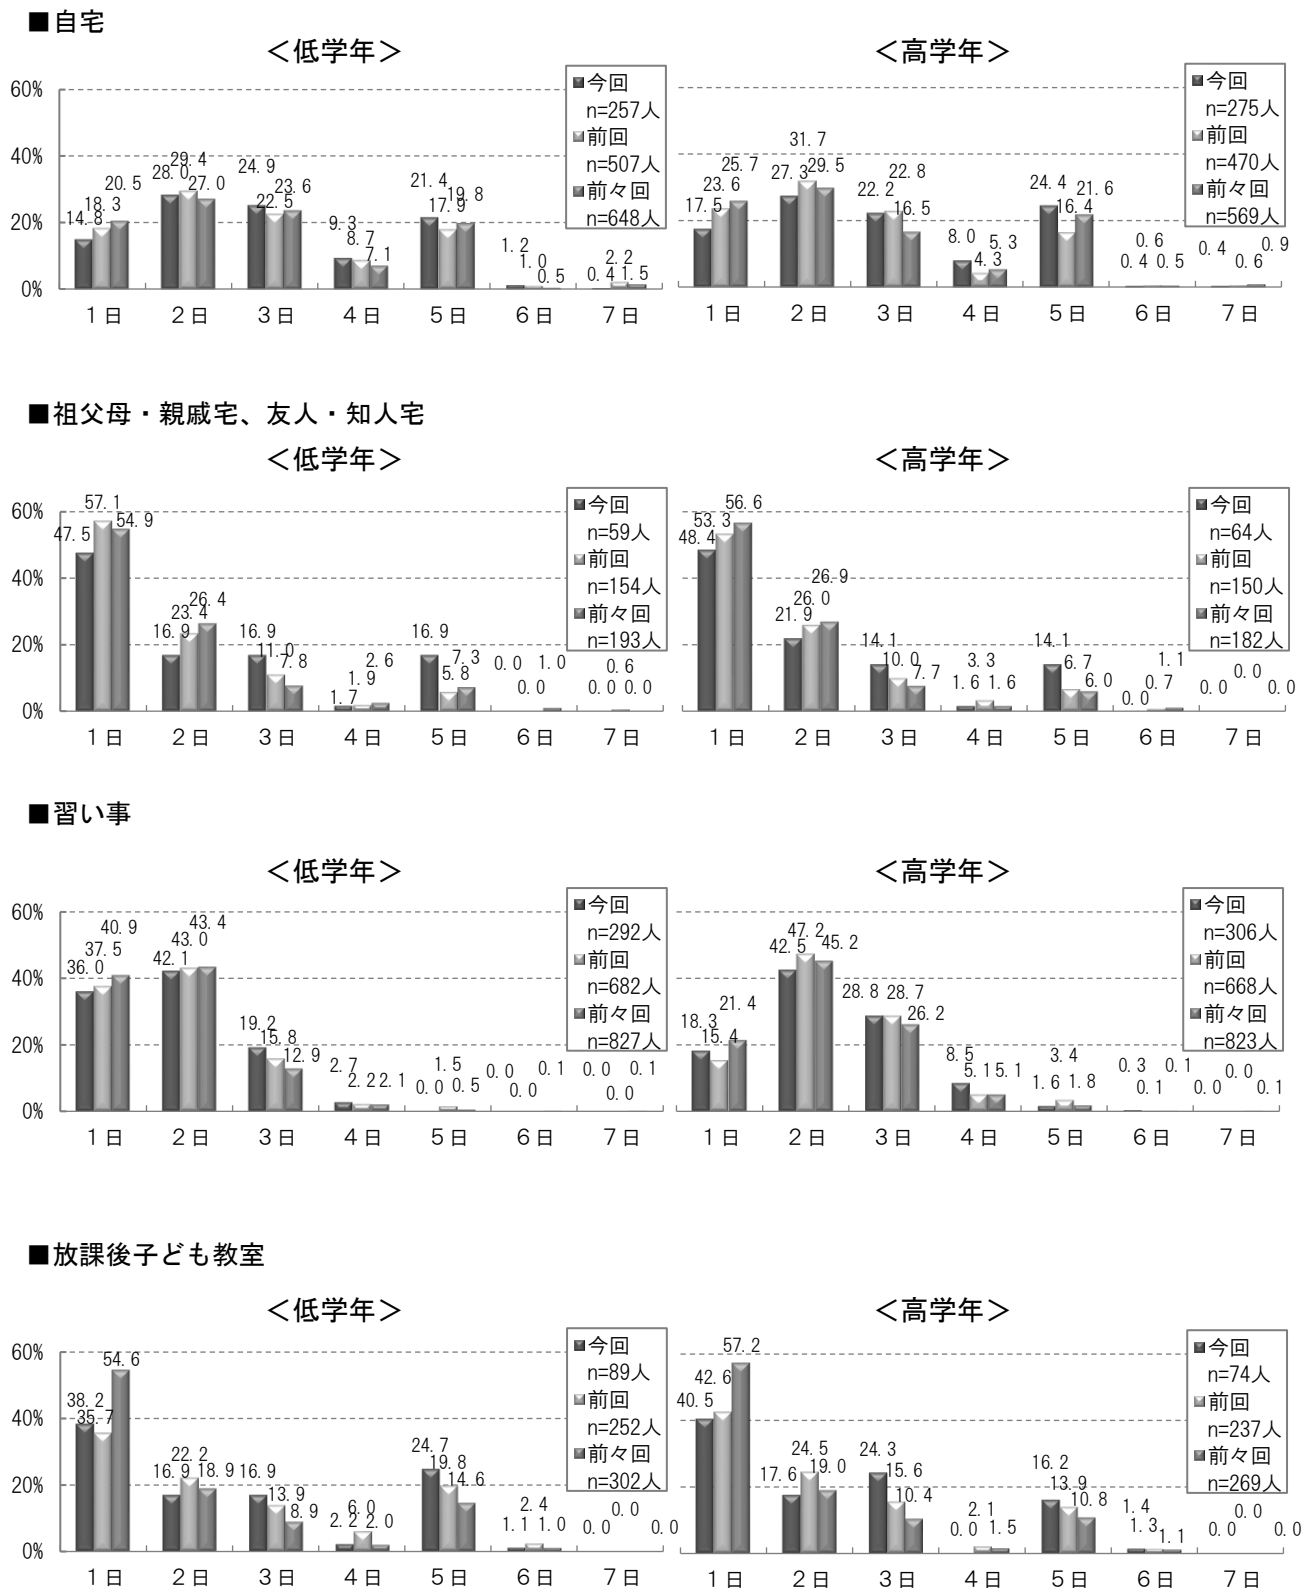 ■自宅
＜低学年＞ ＜高学年＞
60%
40%
20%
0%
28.0 29.4 27.0 24.9 22.5 23.6
14.8 18.3 20.5
9.3 8.7 7.1
21.4 17.9 19.8
1.2 1.0 0.5
0.4 2.2 1.5
今回
n=257人
前回
n=507人
前々回
n=648人
1日 2日 3日 4日 5日 6日 7日
17.5 23.6 25.7
27.3 31.7 29.5
22.2 22.8 16.5
8.0 4.3 5.3
24.4 16.4 21.6
0.4 0.6 0.5
0.4 0.6 0.9
今回
n=275人
前回
n=470人
前々回
n=569人
1日 2日 3日 4日 5日 6日 7日
■祖父母・親戚宅、友人・知人宅
＜低学年＞ ＜高学年＞
60%
40%
20%
0%
47.5 57.1 54.9
16.9 23.4 26.4
16.9 11.0 7.8
1.7 1.9 2.6
16.9 5.8 7.3
0.0 0.0 1.0
0.0 0.6 0.0
今回
n=59人
前回
n=154人
前々回
n=193人
1日 2日 3日 4日 5日 6日 7日
48.4 53.3 56.6
21.9 26.0 26.9
14.1 10.0 7.7
1.6 3.3 1.6
14.1 6.7 6.0
0.0 0.7 1.1
0.0 0.0 0.0
今回
n=64人
前回
n=150人
前々回
n=182人
1日 2日 3日 4日 5日 6日 7日
■習い事
＜低学年＞ ＜高学年＞
60%
40%
20%
0%
36.0 37.5 40.9
42.1 43.0 43.4
19.2 15.8 12.9
2.7 2.2 2.1
0.0 1.5 0.5
0.0 0.0 0.1
0.0 0.0 0.1
今回
n=292人
前回
n=682人
前々回
n=827人
1日 2日 3日 4日 5日 6日 7日
18.3 15.4 21.4
42.5 47.2 45.2
28.8 28.7 26.2
8.5 5.1 5.1
1.6 3.4 1.8
0.3 0.1 0.1
0.0 0.0 0.1
今回
n=306人
前回
n=668人
前々回
n=823人
1日 2日 3日 4日 5日 6日 7日
■放課後子ども教室
＜低学年＞ ＜高学年＞
60%
40%
20%
0%
38.2 35.7 54.6
16.9 22.2 18.9
16.9 13.9 8.9
2.2 6.0 2.0
24.7 19.8 14.6
1.1 2.4 1.0
0.0 0.0 0.0
今回
n=89人
前回
n=252人
前々回
n=302人
1日 2日 3日 4日 5日 6日 7日
40.5 42.6 57.2
17.6 24.5 19.0
24.3 15.6 10.4
0.0 2.1 1.5
16.2 13.9 10.8
1.4 1.3 1.1
0.0 0.0 0.0
今回
n=74人
前回
n=237人
前々回
n=269人
1日 2日 3日 4日 5日 6日 7日